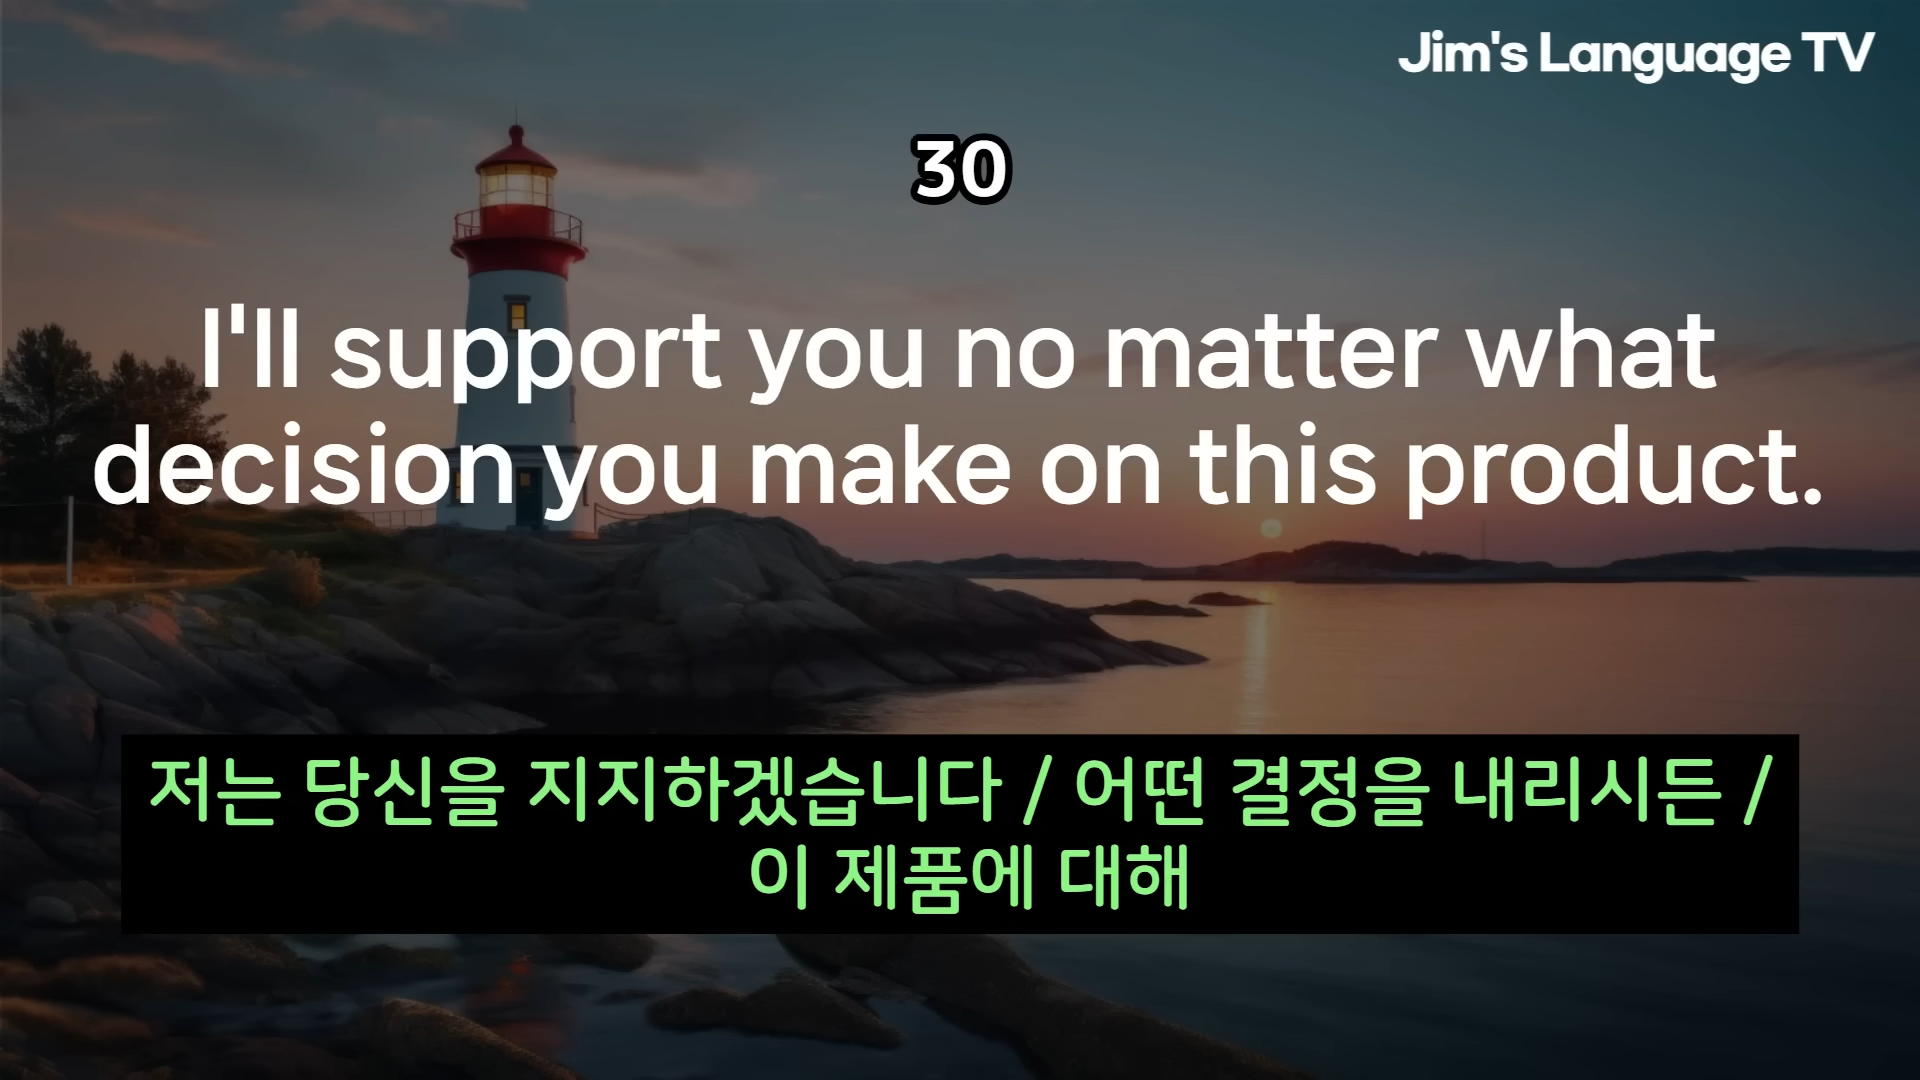 Jim's Language TV
30
I'll support you no matter what
decision you make on this product.
저는 당신을 지지하겠습니다 / 어떤 결정을 내리시든 /
이 제품에 대해